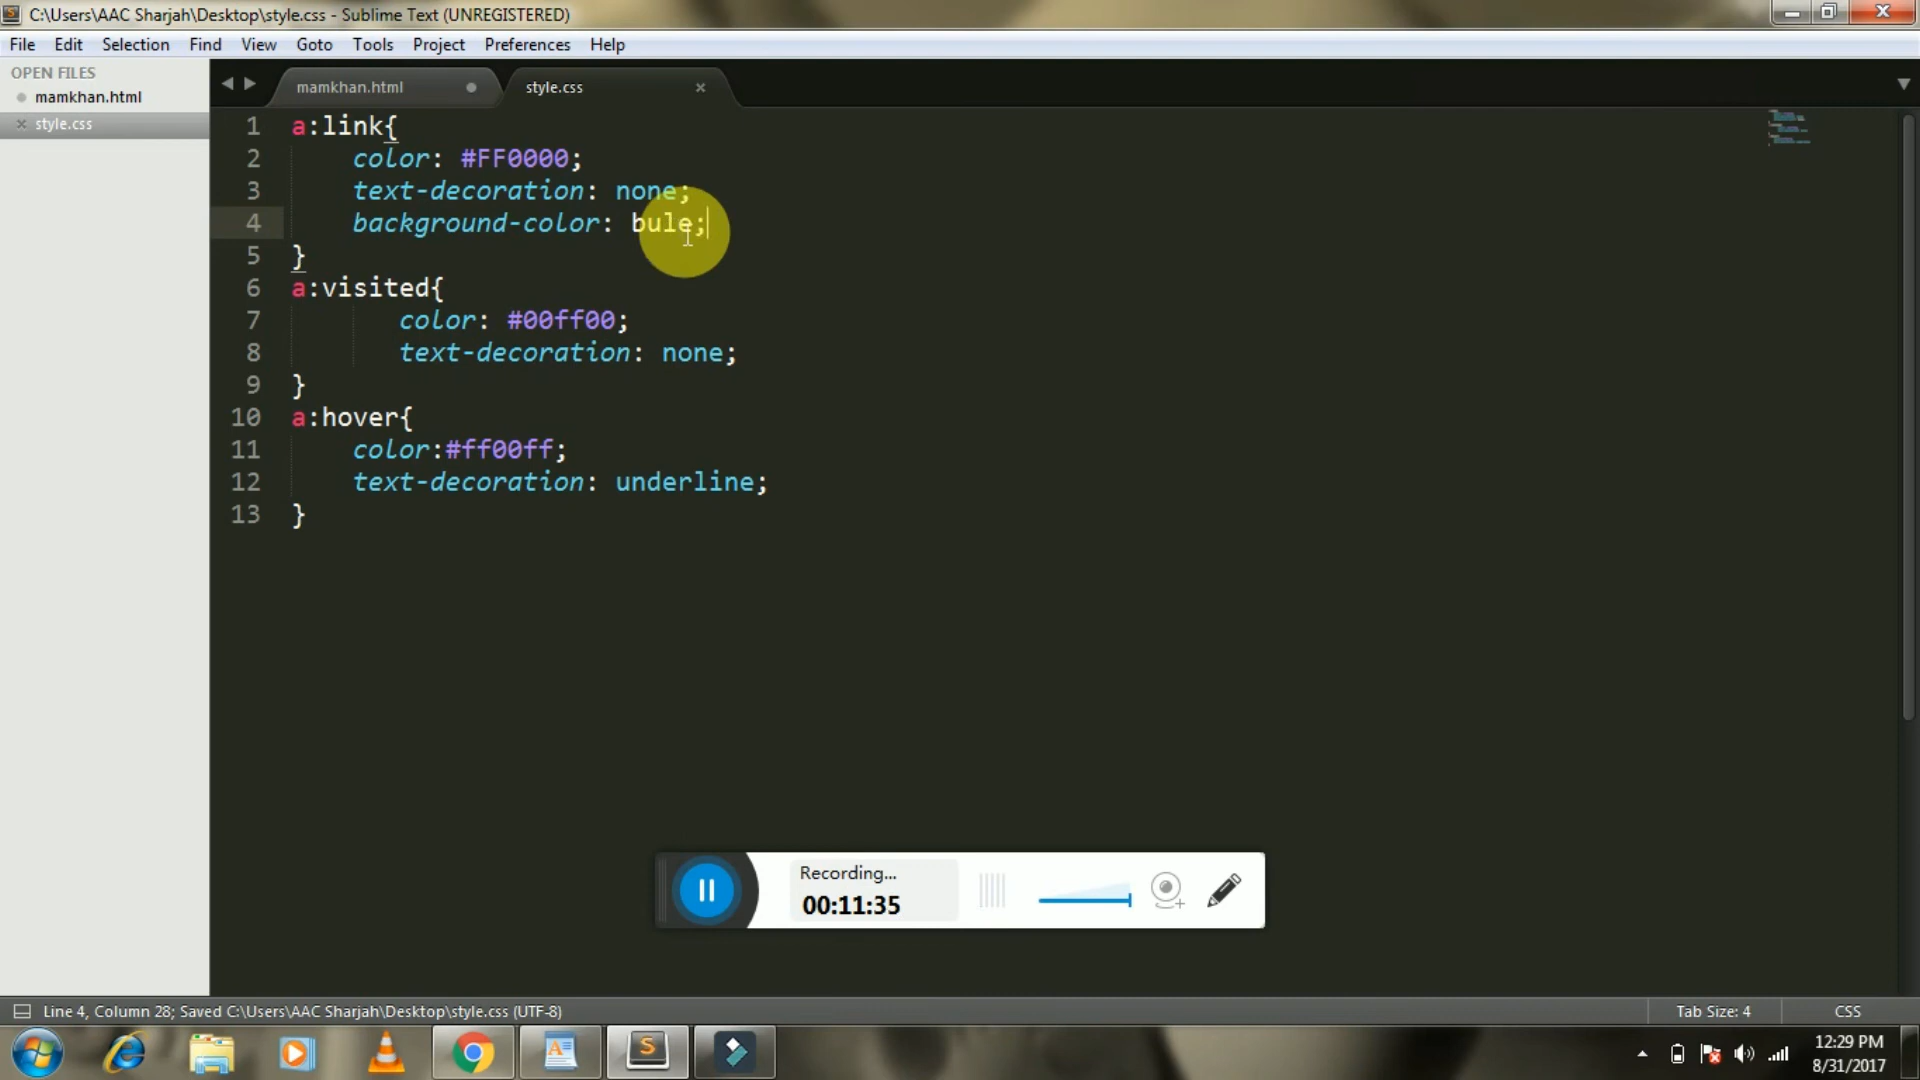 C:\Users\AAC Sharjah\Desktop\style.css - Sublime Text (UNREGISTERED)
File Edit Selection Find View Goto Tools Project Preferences Help
OPEN FILES
mamkhan.html
style.css
mamkhan.html style.css
1 a:link{
2 color: #FF0000;
3 text-decoration: none;
4 background-color: bule;
5 }
6 a:visited{
7 color: #00ff00;
8 text-decoration: none;
9 }
10 a:hover{
11 color:#ff00ff;
12 text-decoration: underline;
13 }
Recording...
00:11:35
Line 4, Column 28; Saved C:\Users\AAC Sharjah\Desktop\style.css (UTF-8) Tab Size: 4 CSS
12:29 PM
8/31/2017